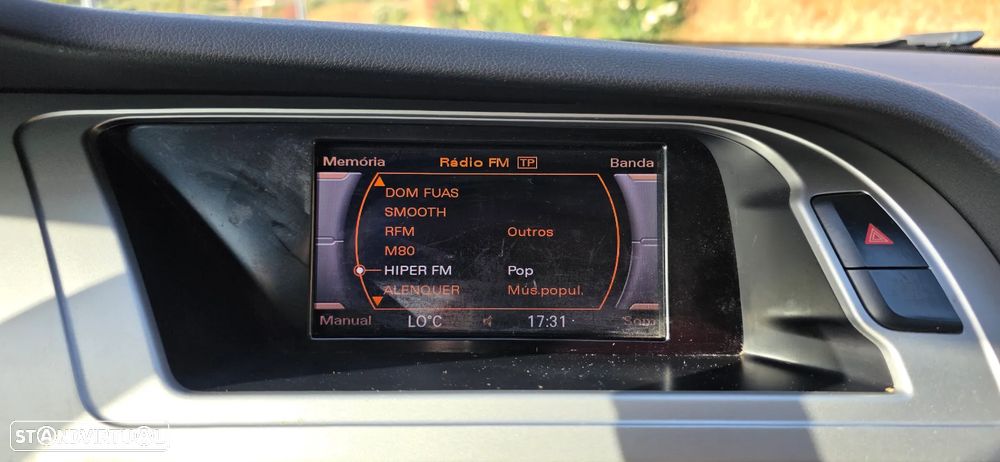 Memória Rádio FM TP Banda
DOM FUAS
SMOOTH
RFM Outros
M80
HIPER FM Pop
ALENQUER Mús.popul.
Manual LO°C 17:31 Som
STANDVIRTUAL